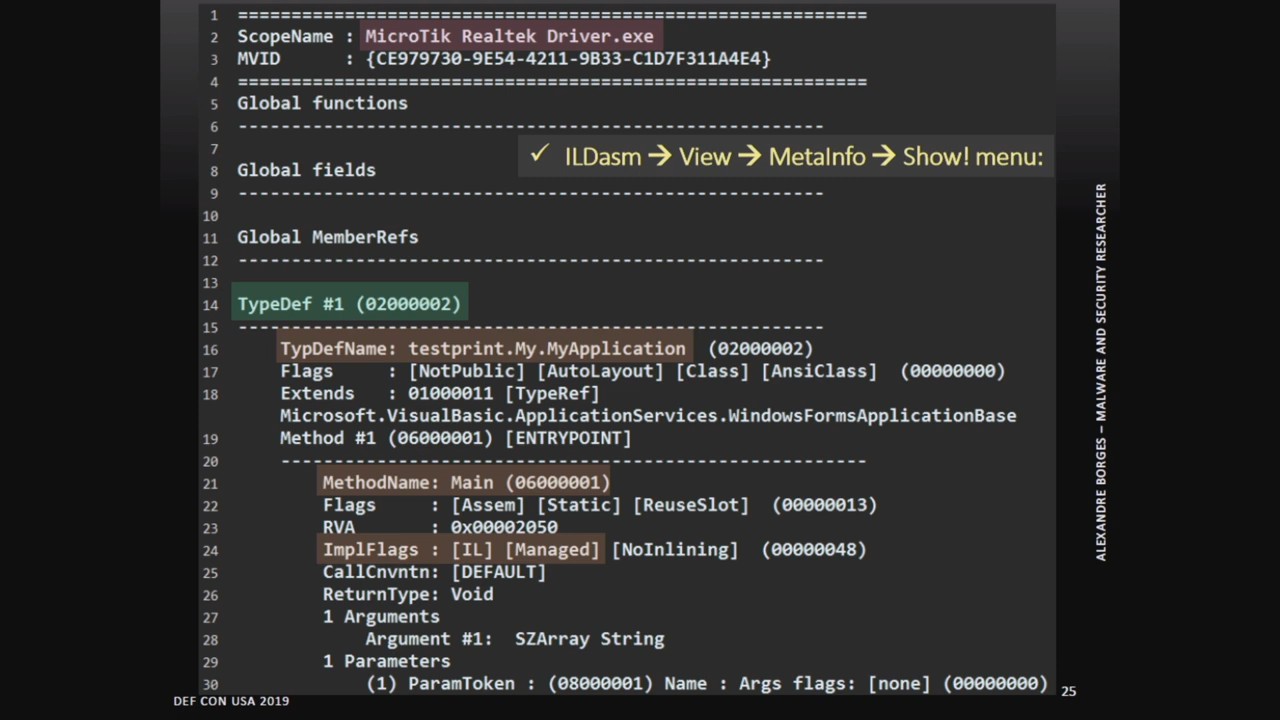 1 ===========================================================
2 ScopeName : MicroTik Realtek Driver.exe
3 MVID      : {CE979730-9E54-4211-9B33-C1D7F311A4E4}
4 ===========================================================
5 Global functions
6 -------------------------------------------------------
7
✓ ILDasm → View → MetaInfo → Show! menu:
8 Global fields
9 -------------------------------------------------------
10
11 Global MemberRefs
12 -------------------------------------------------------
13
14 TypeDef #1 (02000002)
15 -------------------------------------------------------
16     TypDefName: testprint.My.MyApplication  (02000002)
17     Flags     : [NotPublic] [AutoLayout] [Class] [AnsiClass]  (00000000)
18     Extends   : 01000011 [TypeRef]
Microsoft.VisualBasic.ApplicationServices.WindowsFormsApplicationBase
19     Method #1 (06000001) [ENTRYPOINT]
20     -------------------------------------------------------
21         MethodName: Main (06000001)
22         Flags     : [Assem] [Static] [ReuseSlot]  (00000013)
23         RVA       : 0x00002050
24         ImplFlags : [IL] [Managed] [NoInlining]  (00000048)
25         CallCnvntn: [DEFAULT]
26         ReturnType: Void
27         1 Arguments
28             Argument #1:  SZArray String
29         1 Parameters
30             (1) ParamToken : (08000001) Name : Args flags: [none] (00000000)
ALEXANDRE BORGES – MALWARE AND SECURITY RESEARCHER
DEF CON USA 2019
25